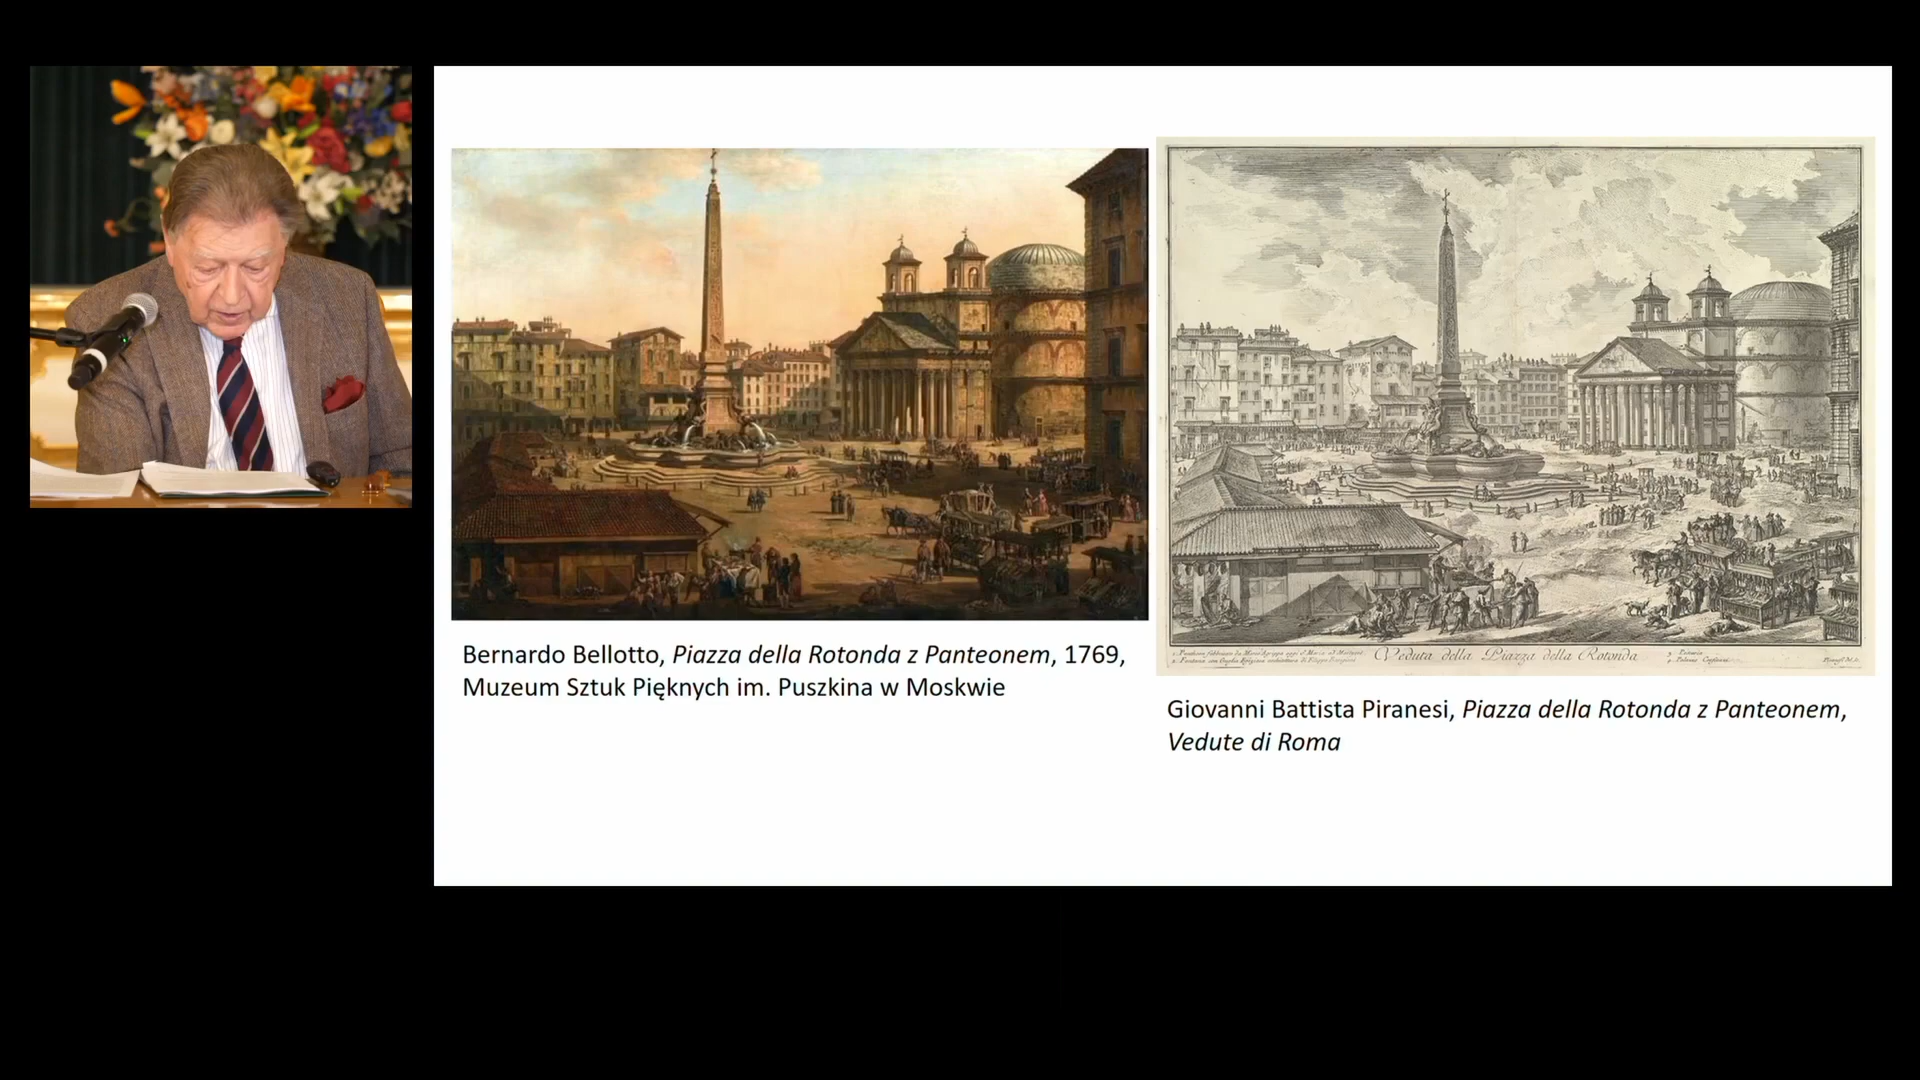 Bernardo Bellotto, Piazza della Rotonda z Panteonem, 1769,
Muzeum Sztuk Pięknych im. Puszkina w Moskwie
Veduta della Piazza della Rotonda
Giovanni Battista Piranesi, Piazza della Rotonda z Panteonem,
Vedute di Roma